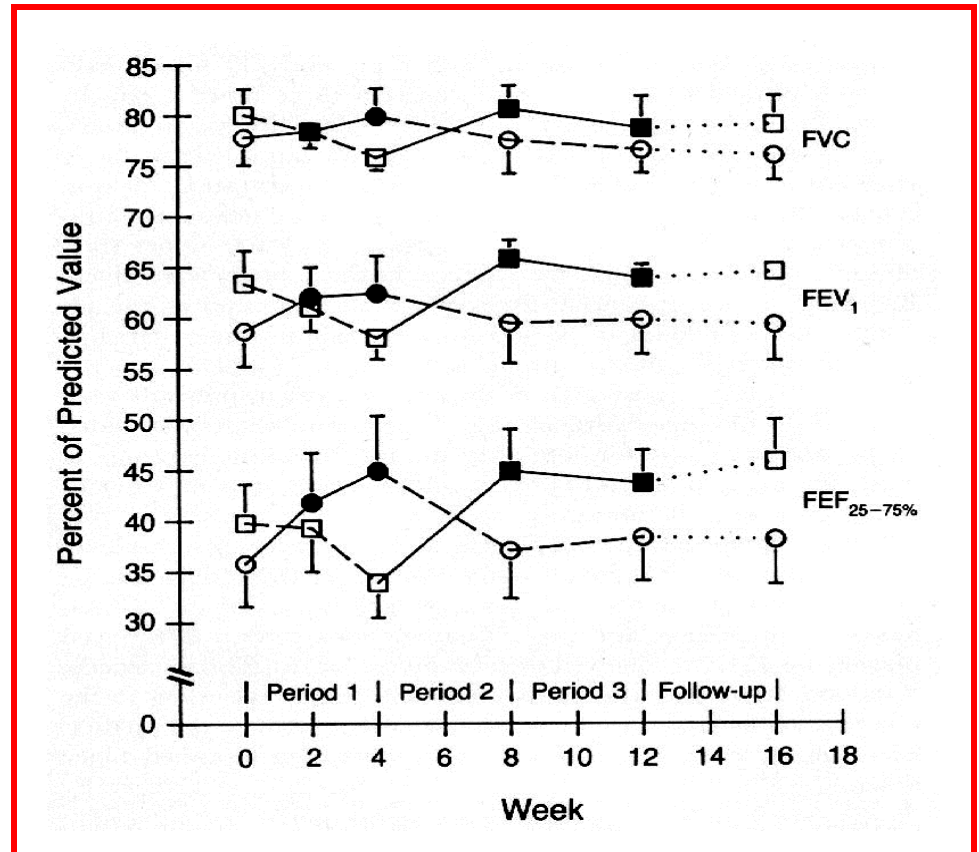 85
80
75
70
65
60
55
50
45
40
35
30
0
Percent of Predicted Value
FVC
FEV1
FEF25–75%
Period 1
Period 2
Period 3
Follow-up
0 2 4 6 8 10 12 14 16 18
Week